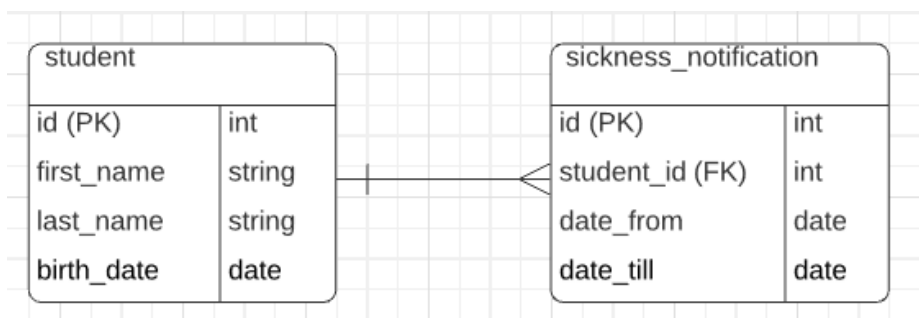 student
id (PK) int
first_name string
last_name string
birth_date date
sickness_notification
id (PK) int
student_id (FK) int
date_from date
date_till date